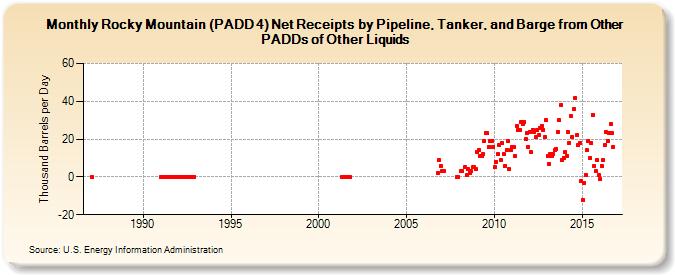 Monthly Rocky Mountain (PADD 4) Net Receipts by Pipeline, Tanker, and Barge from Other
PADDs of Other Liquids
Thousand Barrels per Day
60
40
20
0
-20
1990 1995 2000 2005 2010 2015
Source: U.S. Energy Information Administration